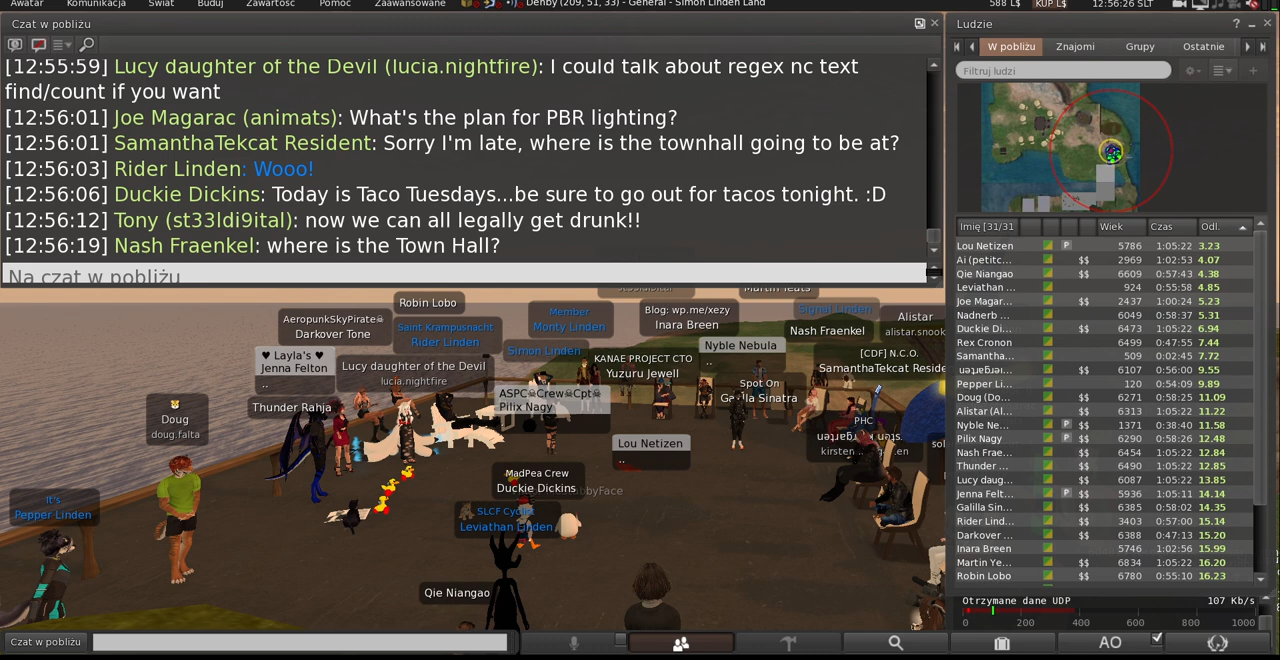 Awatar Komunikacja Świat Buduj Zawartość Pomoc Zaawansowane Denby (209, 51, 33) - General - Simon Linden Land 588 L$ KUP L$ 12:56:26 SLT
Czat w pobliżu
[12:55:59] Lucy daughter of the Devil (lucia.nightfire): I could talk about regex nc text
find/count if you want
[12:56:01] Joe Magarac (animats): What's the plan for PBR lighting?
[12:56:01] SamanthaTekcat Resident: Sorry I'm late, where is the townhall going to be at?
[12:56:03] Rider Linden: Wooo!
[12:56:06] Duckie Dickins: Today is Taco Tuesdays...be sure to go out for tacos tonight. :D
[12:56:12] Tony (st33ldi9ital): now we can all legally get drunk!!
[12:56:19] Nash Fraenkel: where is the Town Hall?
Na czat w pobliżu
Martin Yeats
Robin Lobo
AeropunkSkyPirate☠
Darkover Tone
Saint Krampusnacht
Rider Linden
Member
Monty Linden
Blog: wp.me/xezy
Inara Breen
Signal Linden
Nash Fraenkel
Alistar
alistar.snook
♥ Layla's ♥
Jenna Felton
..
Lucy daughter of the Devil
lucia.nightfire
Simon Linden
KANAE PROJECT CTO
Yuzuru Jewell
Nyble Nebula
..
[CDF] N.C.O.
SamanthaTekcat Reside
Spot On
Galilla Sinatra
ASPC☠Crew☠Cpt☠
Pilix Nagy
Thunder Rahja
Doug
doug.falta
Lou Netizen
..
PHC
kirsten
MadPea Crew
Duckie Dickins
SLCF Cyclist
Leviathan Linden
It's
Pepper Linden
Qie Niangao
Czat w pobliżu
Ludzie
? _ ×
W pobliżu Znajomi Grupy Ostatnie
Filtruj ludzi
Imię [31/31 Wiek Czas Odl.
Lou Netizen P 5786 1:05:22 3.23
Ai (petitc... $$ 2969 1:02:53 4.07
Qie Niangao $$ 6609 0:57:43 4.38
Leviathan ... 924 0:55:58 4.85
Joe Magar... $$ 2437 1:00:24 5.23
Nadnerb ... 6049 0:58:37 5.31
Duckie Di... $$ 6473 1:02:52 6.94
Rex Cronon 6499 0:47:55 7.44
Samantha... 509 0:02:45 7.72
$$ 6107 0:56:00 9.55
Pepper Li... 120 0:54:09 9.89
Doug (Do... $$ 6271 0:58:25 11.09
Alistar (Al... $$ 6313 1:05:22 11.22
Nyble Ne... P $$ 1371 0:38:40 11.58
Pilix Nagy P $$ 6290 0:58:26 12.48
Nash Frae... $$ 6454 0:52:42 12.84
Thunder ... $$ 6490 1:05:22 12.85
Lucy daug... $$ 6087 1:05:22 13.85
Jenna Felt... P $$ 5936 1:05:11 14.14
Galilla Sin... $$ 6385 0:58:02 14.35
Rider Lind... $$ 3403 0:57:00 15.14
Darkover ... $$ 6388 0:47:13 15.20
Inara Breen 5746 1:02:56 15.99
Martin Ye... $$ 6834 1:05:22 16.20
Robin Lobo $$ 6780 0:55:10 16.23
Otrzymane dane UDP 107 Kb/s
0 200 400 600 800 1000
AO